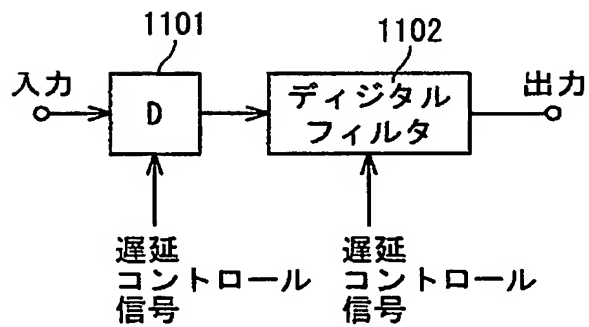 1101
1102
入力
D
ディジタル
フィルタ
出力
遅延
コントロール
信号
遅延
コントロール
信号